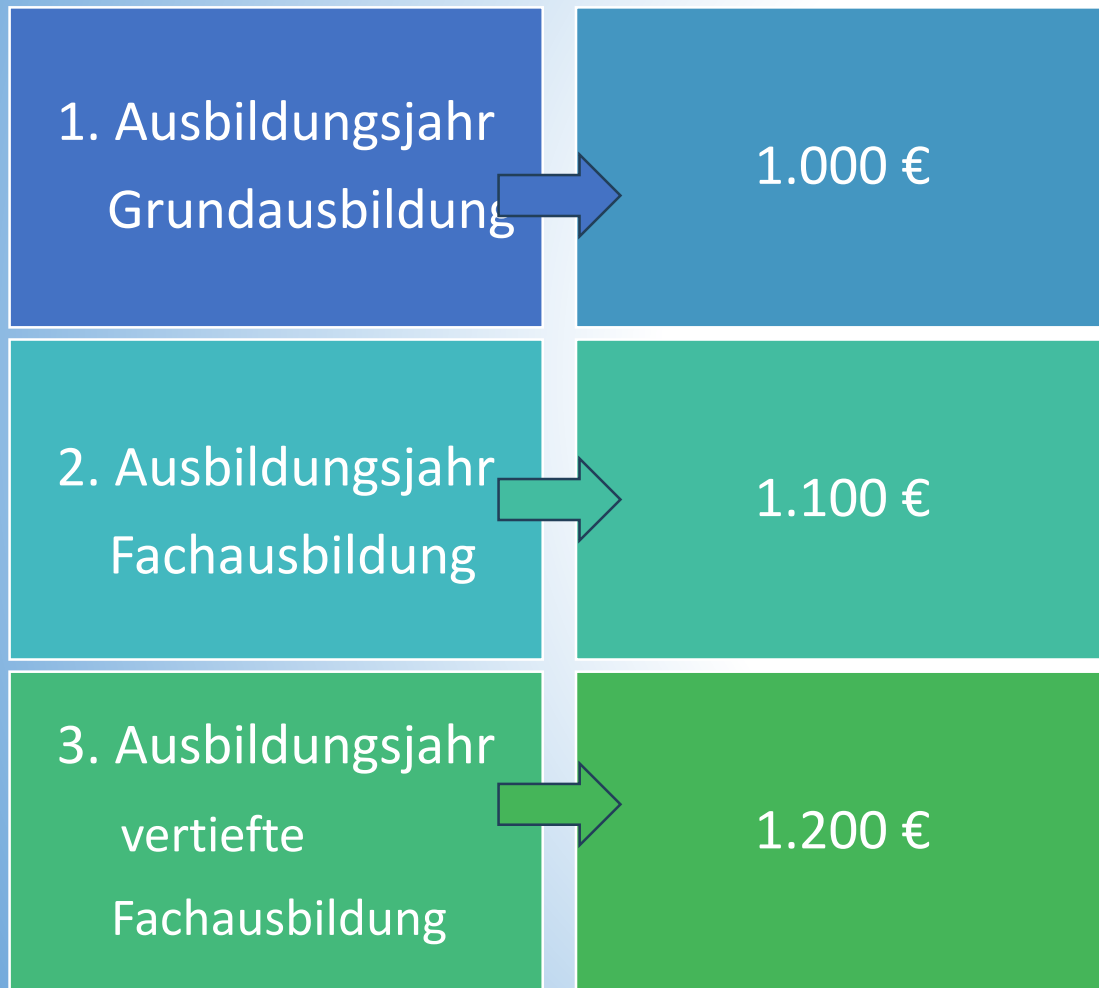 1. Ausbildungsjahr
Grundausbildung
1.000 €
2. Ausbildungsjahr
Fachausbildung
1.100 €
3. Ausbildungsjahr
vertiefte
Fachausbildung
1.200 €